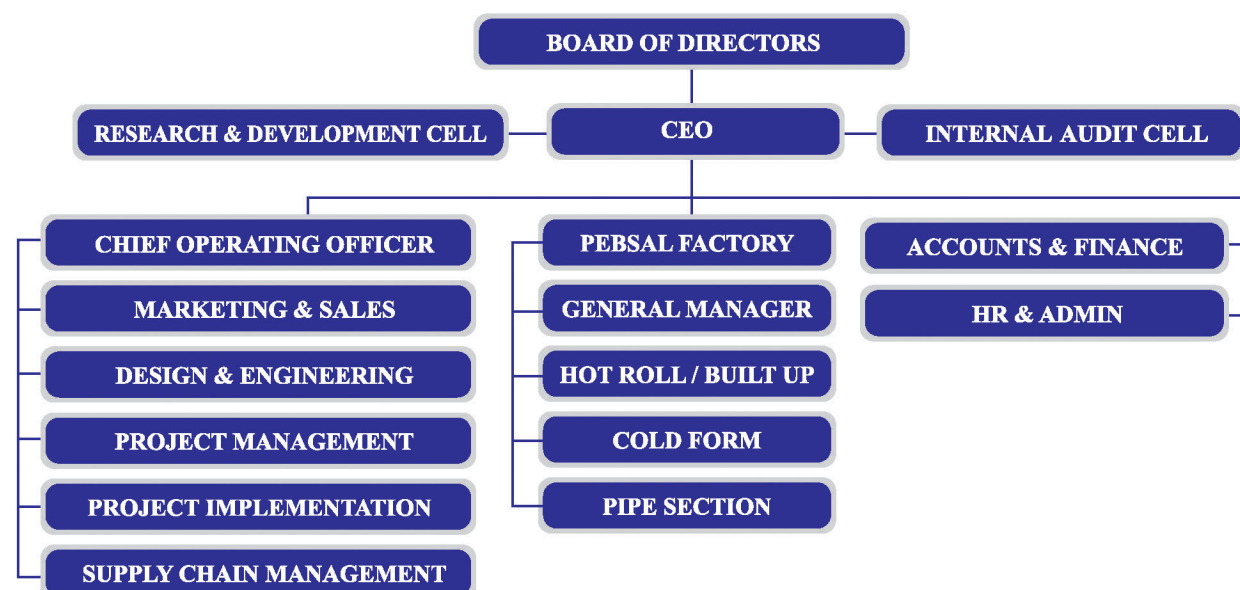 BOARD OF DIRECTORS
RESEARCH & DEVELOPMENT CELL
CEO
INTERNAL AUDIT CELL
CHIEF OPERATING OFFICER
MARKETING & SALES
DESIGN & ENGINEERING
PROJECT MANAGEMENT
PROJECT IMPLEMENTATION
SUPPLY CHAIN MANAGEMENT
PEBSAL FACTORY
GENERAL MANAGER
HOT ROLL / BUILT UP
COLD FORM
PIPE SECTION
ACCOUNTS & FINANCE
HR & ADMIN